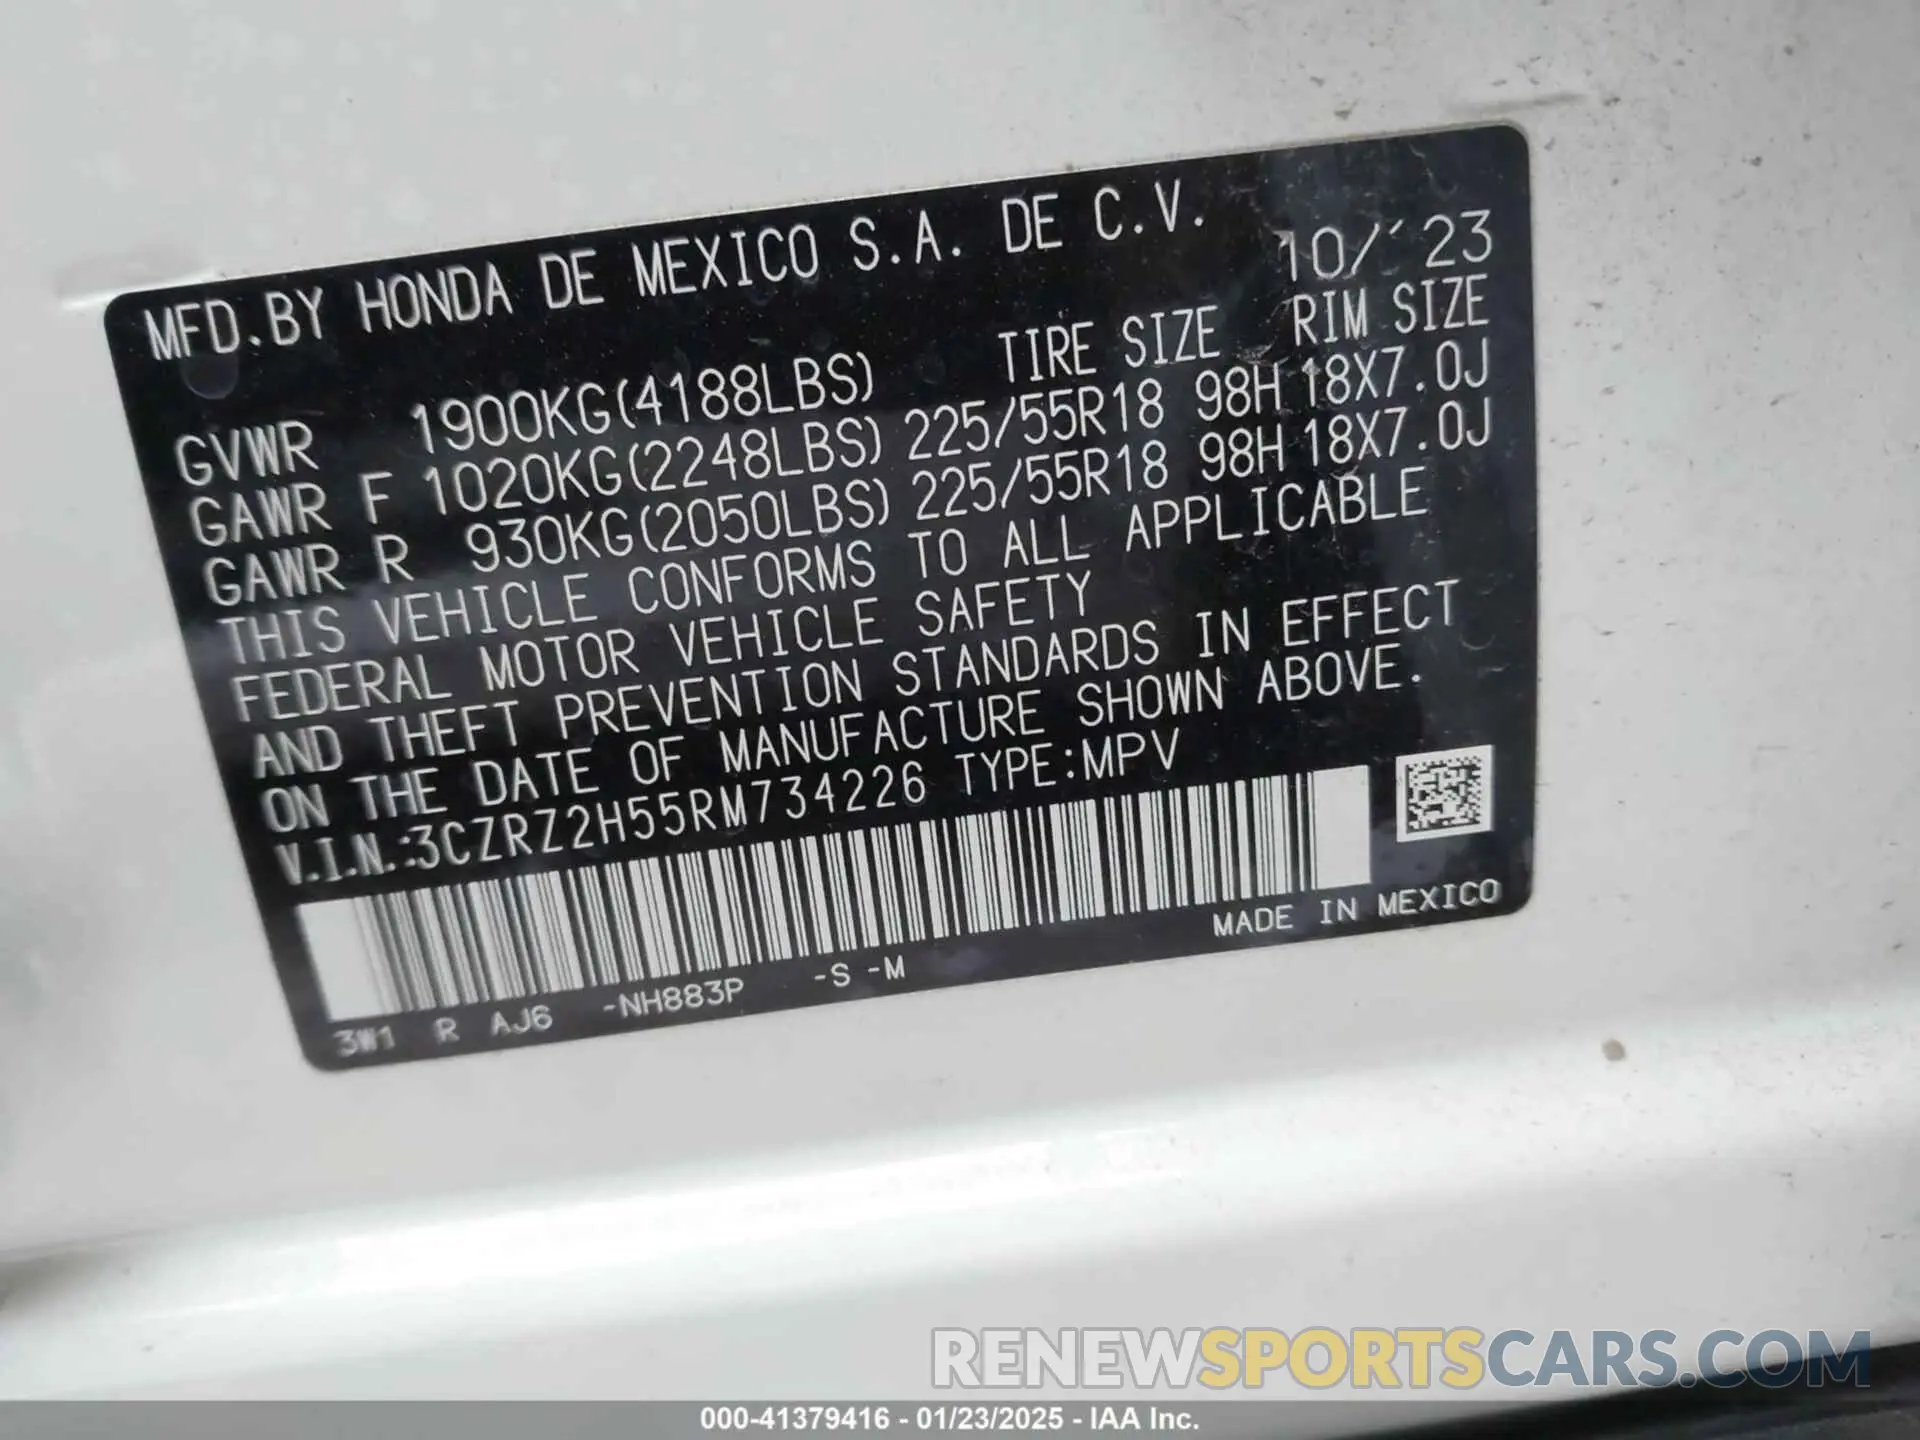 MFD.BY HONDA DE MEXICO S.A. DE C.V. 10/'23
TIRE SIZE RIM SIZE
GVWR 1900KG(4188LBS)
GAWR F 1020KG(2248LBS) 225/55R18 98H 18X7.0J
GAWR R 930KG(2050LBS) 225/55R18 98H 18X7.0J
THIS VEHICLE CONFORMS TO ALL APPLICABLE
FEDERAL MOTOR VEHICLE SAFETY
AND THEFT PREVENTION STANDARDS IN EFFECT
ON THE DATE OF MANUFACTURE SHOWN ABOVE.
V.I.N.:3CZRZ2H55RM734226 TYPE:MPV
MADE IN MEXICO
3W1 R AJ6 -NH883P -S -M
RENEWSPORTSCARS.COM
000-41379416 - 01/23/2025 - IAA Inc.